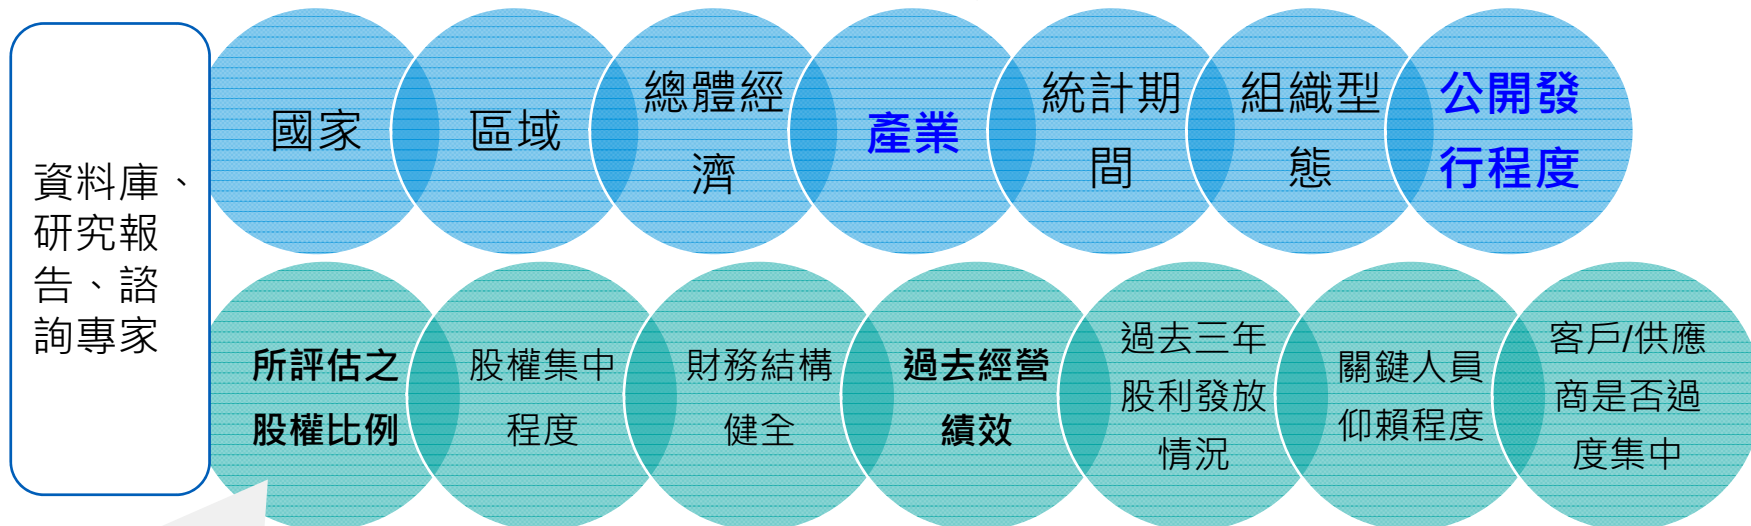 資料庫、
研究報
告、諮
詢專家
國家
區域
總體經
濟
產業
統計期
間
組織型
態
公開發
行程度
所評估之
股權比例
股權集中
程度
財務結構
健全
過去經營
績效
過去三年
股利發放
情況
關鍵人員
仰賴程度
客戶/供應
商是否過
度集中